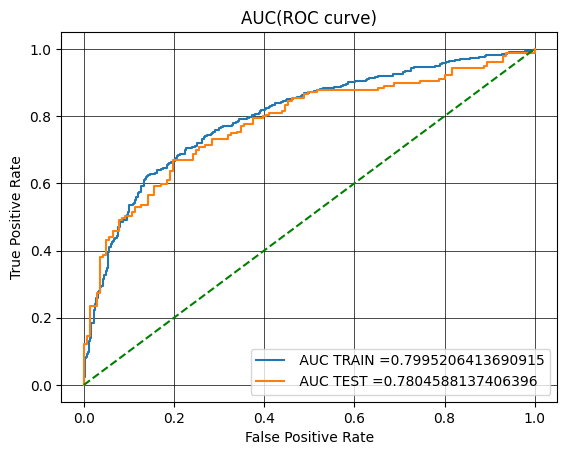 AUC(ROC curve)
True Positive Rate
1.0
0.8
0.6
0.4
0.2
0.0
AUC TRAIN =0.7995206413690915
AUC TEST =0.7804588137406396
0.0 0.2 0.4 0.6 0.8 1.0
False Positive Rate